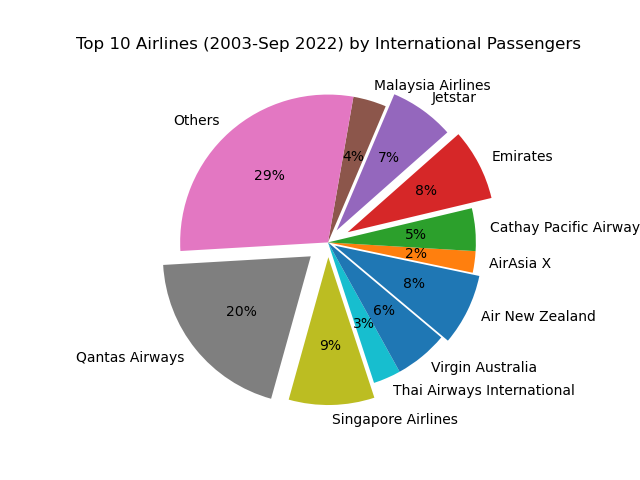 Top 10 Airlines (2003-Sep 2022) by International Passengers
Malaysia Airlines
Jetstar
Others
4%
7%
Emirates
29%
8%
Cathay Pacific Airway
5%
2%
AirAsia X
8%
20%
6%
Air New Zealand
3%
9%
Qantas Airways
Virgin Australia
Thai Airways International
Singapore Airlines